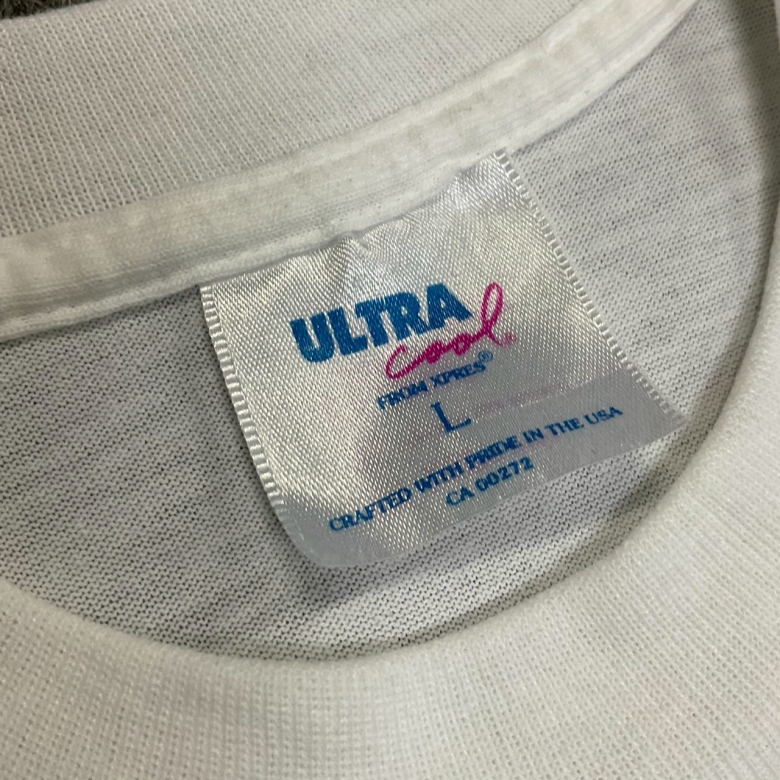 ULTRA
cool®
FROM XPRES®
L
CRAFTED WITH PRIDE IN THE USA
CA 00272